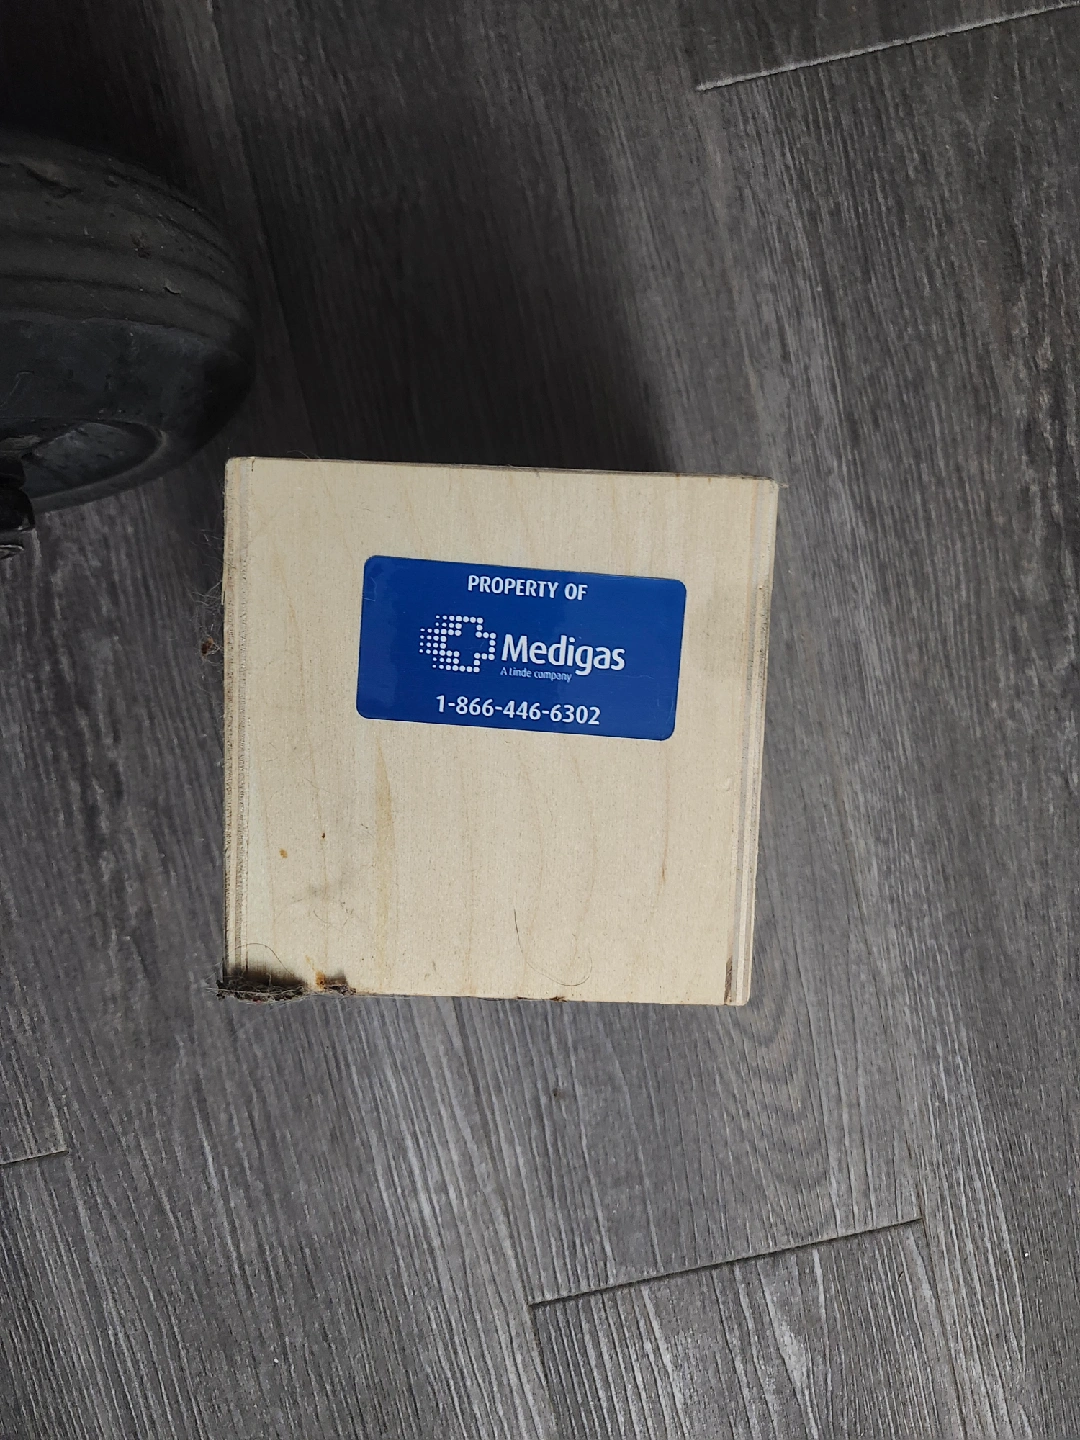 PROPERTY OF
Medigas
A Linde company
1-866-446-6302